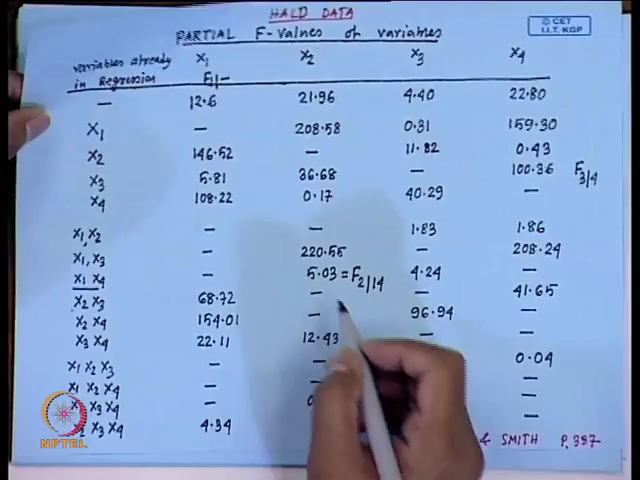 HALD DATA
© CET
I.I.T. KGP
PARTIAL F-values of variables
variables already in Regression X₁ X₂ X₃ X₄
F₁|—
— 12.6 21.96 4.40 22.80
X₁ — 208.58 0.31 159.30
X₂ 146.52 — 11.82 0.43
X₃ 5.81 36.68 — 100.36 F₃|₄
X₄ 108.22 0.17 40.29 —
X₁X₂ — — 1.83 1.86
X₁,X₃ — 220.55 — 208.24
X₁ X₄ — 5.03 = F₂|₁₄ 4.24 —
X₂ X₃ 68.72 — — 41.65
X₂ X₄ 154.01 — 96.94 —
X₃ X₄ 22.11 12.43 — —
X₁ X₂ X₃ — — 0.04
X₁ X₂ X₄ — — —
X₃ X₄ — —
X₃ X₄ 4.34 —
& SMITH P.397
NPTEL